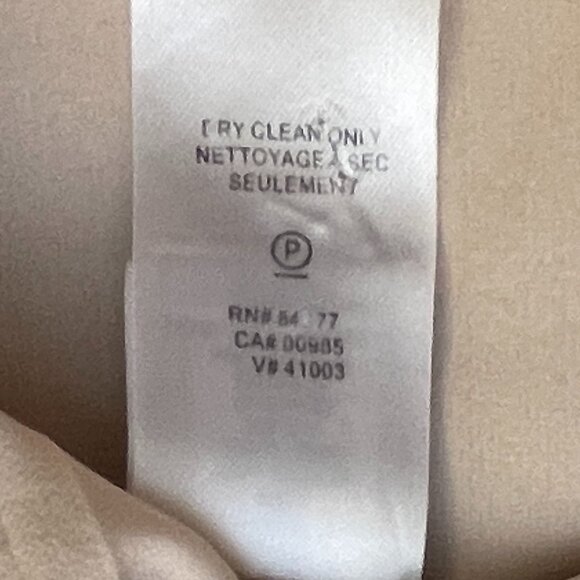 DRY CLEAN ONLY
NETTOYAGE À SEC
SEULEMENT
P
RN#
CA# 00985
V# 41003